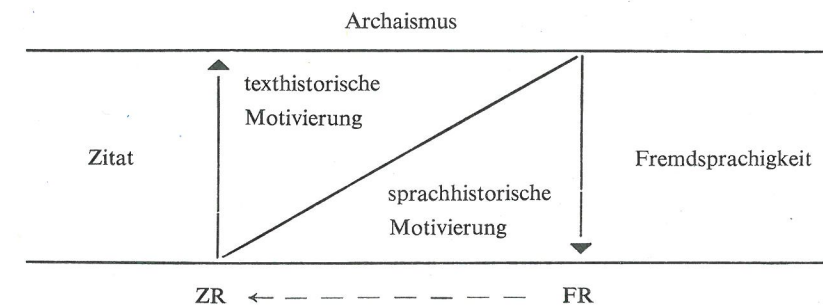 Archaismus
texthistorische
Motivierung
Zitat
Fremdsprachigkeit
sprachhistorische
Motivierung
ZR
FR